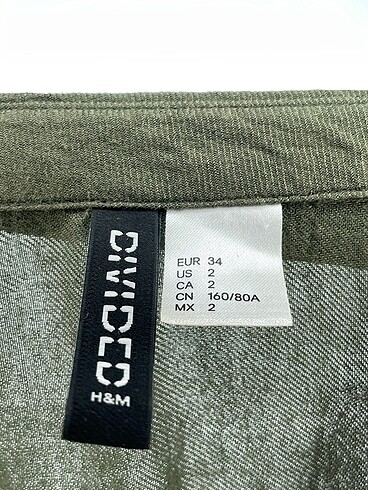 DIVIDED
H&M
EUR 34
US 2
CA 2
CN 160/80A
MX 2